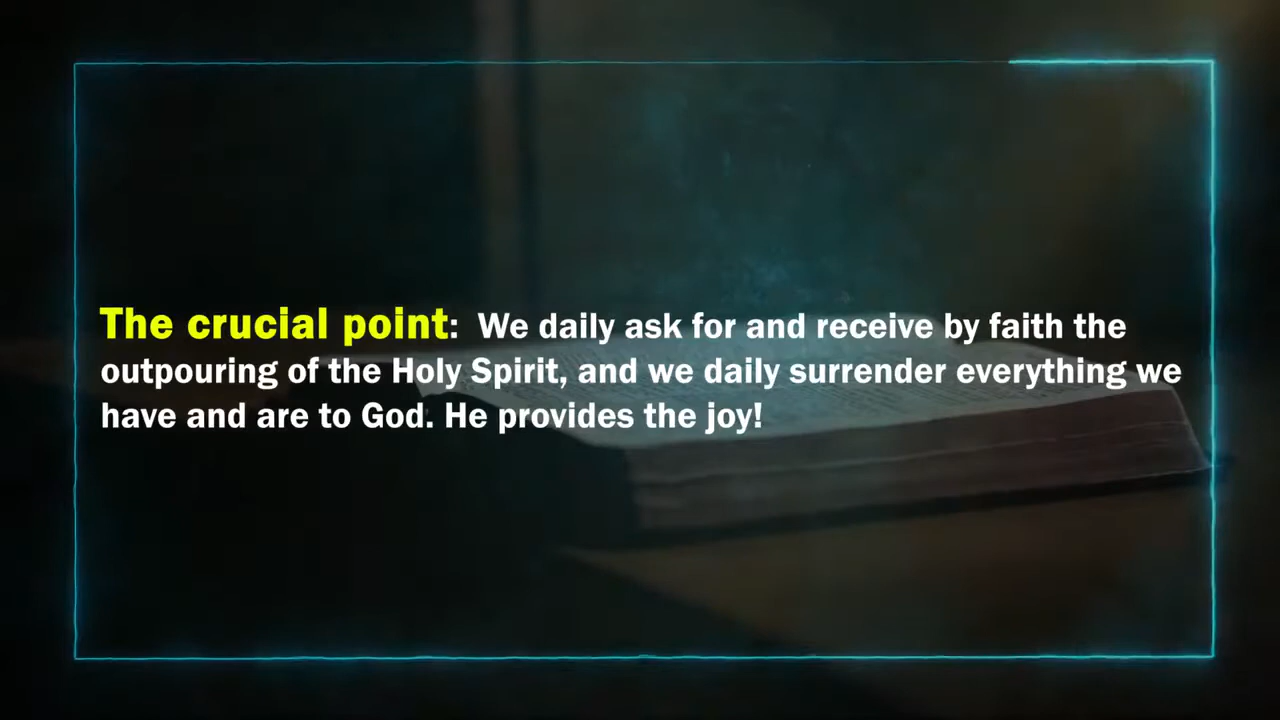 The crucial point:  We daily ask for and receive by faith the
outpouring of the Holy Spirit, and we daily surrender everything we
have and are to God. He provides the joy!